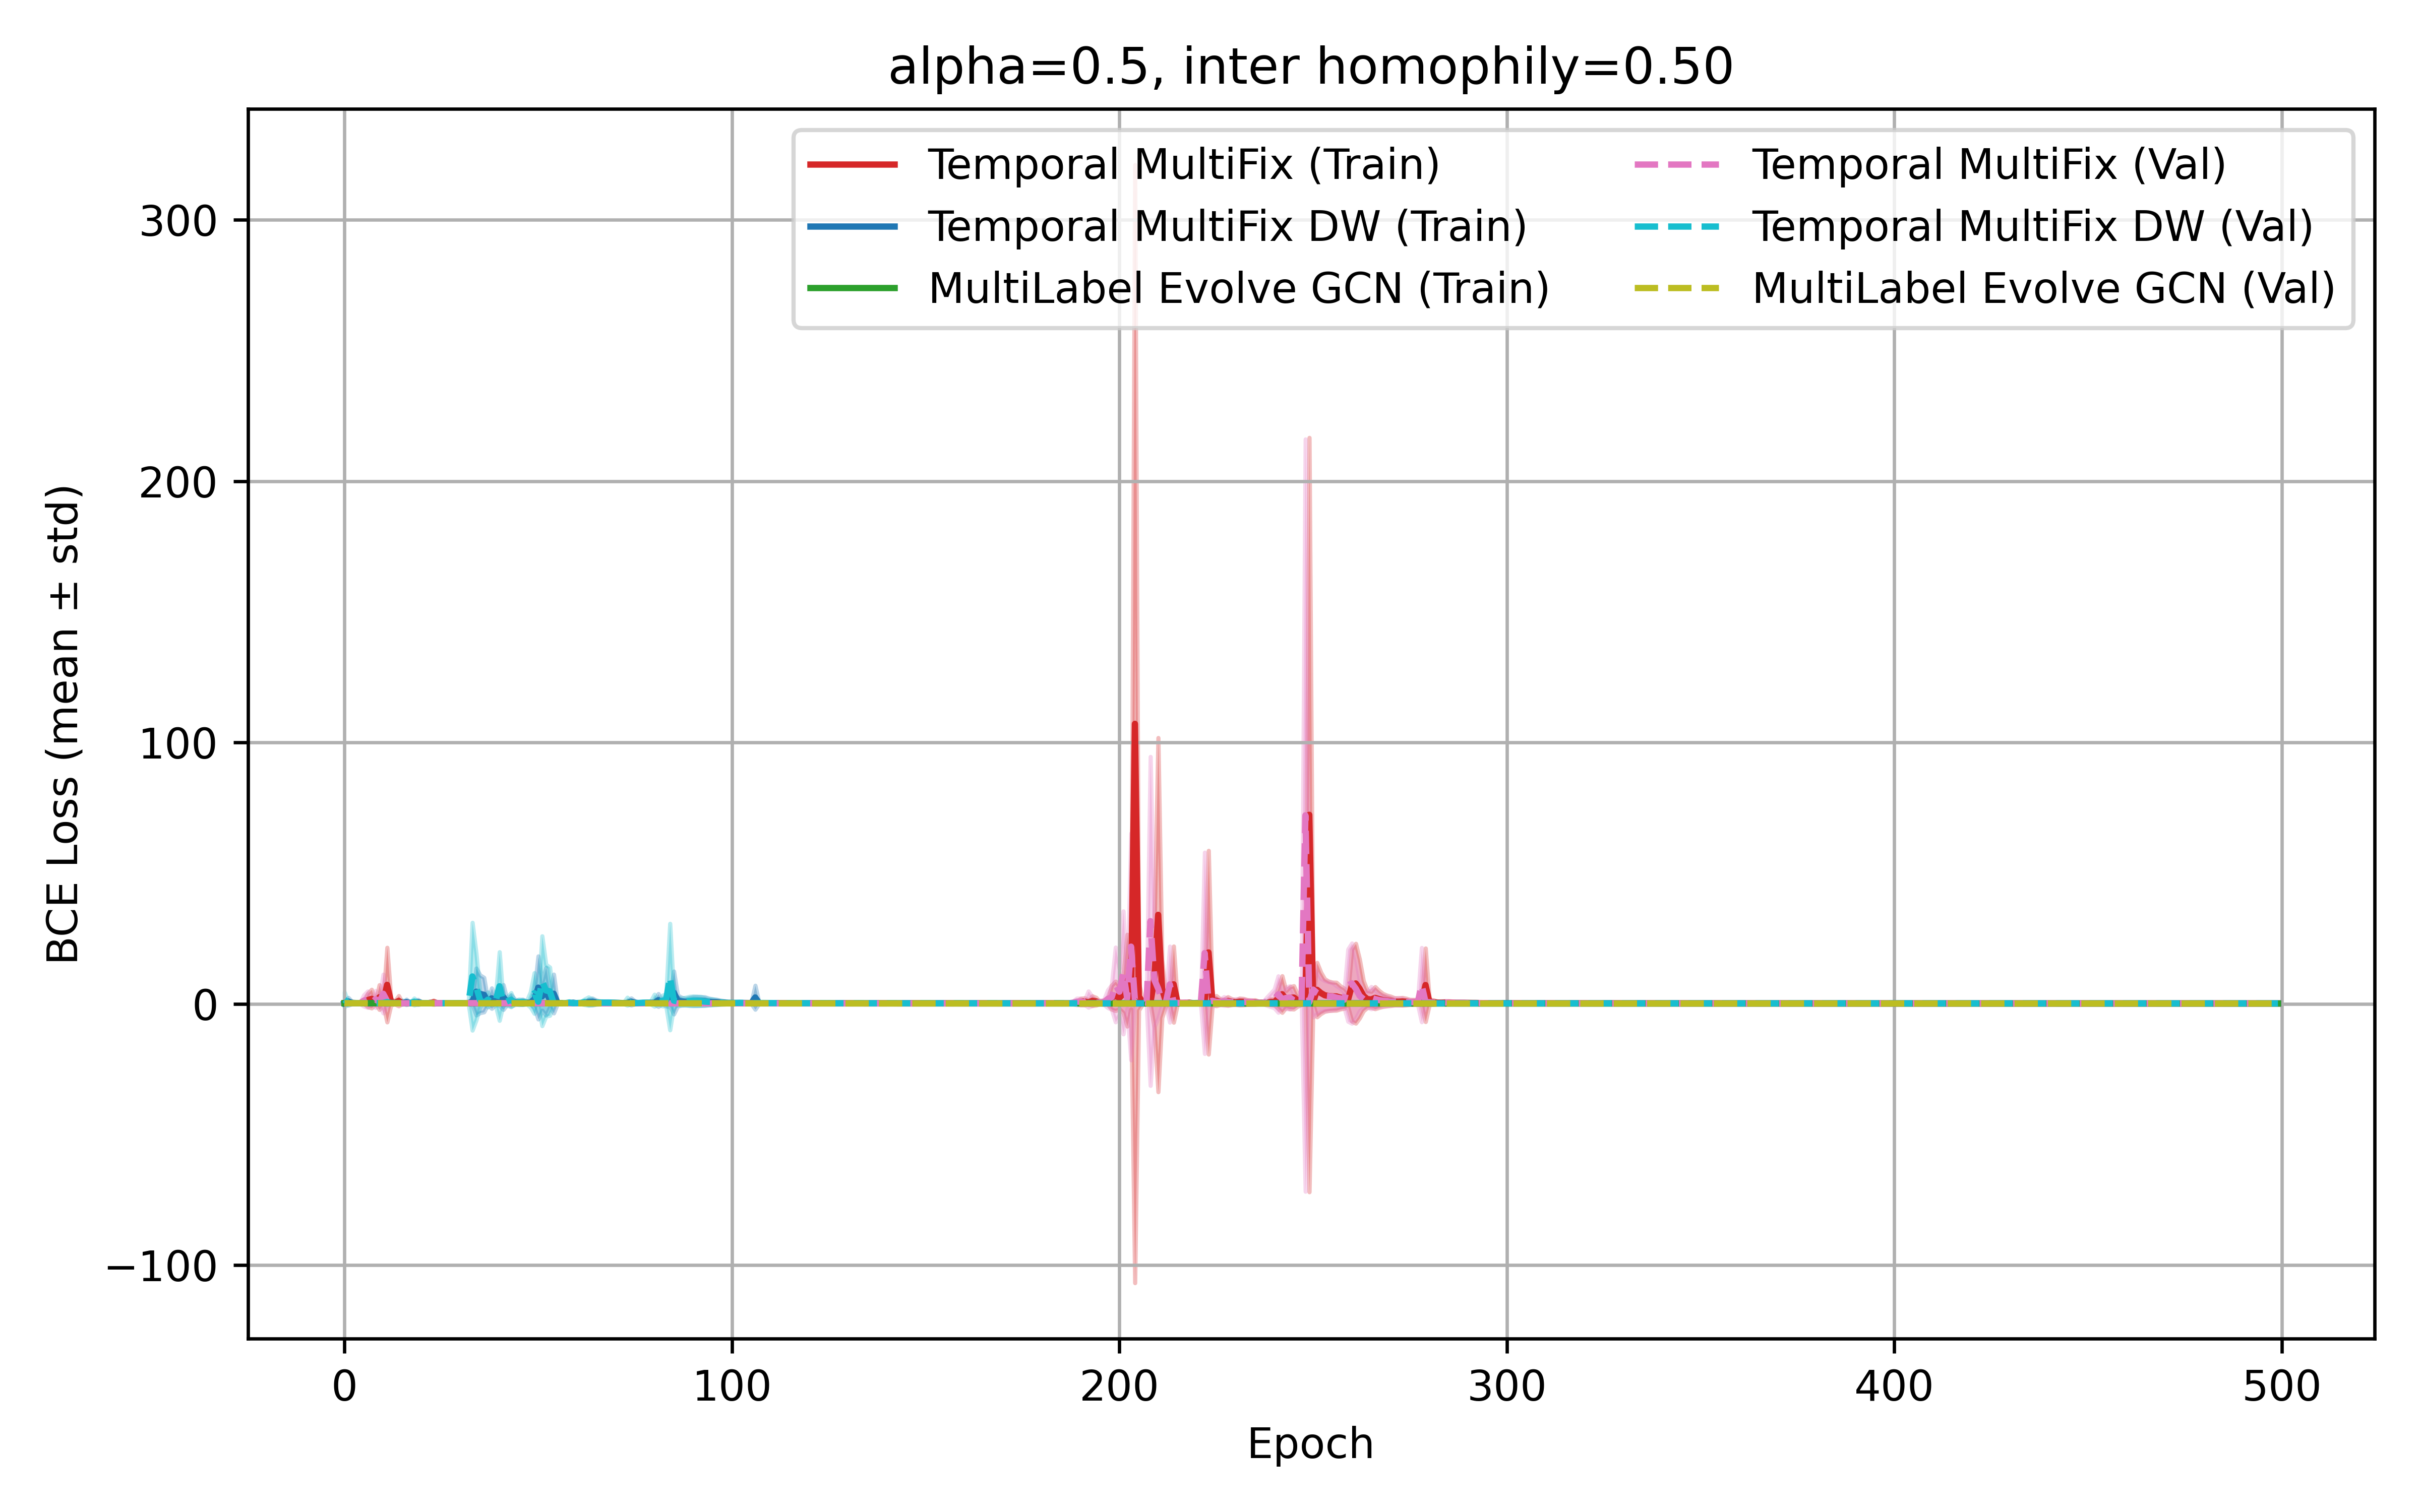 alpha=0.5, inter homophily=0.50
Temporal MultiFix (Train)
Temporal MultiFix DW (Train)
MultiLabel Evolve GCN (Train)
Temporal MultiFix (Val)
Temporal MultiFix DW (Val)
MultiLabel Evolve GCN (Val)
BCE Loss (mean ± std)
300
200
100
0
−100
0 100 200 300 400 500
Epoch